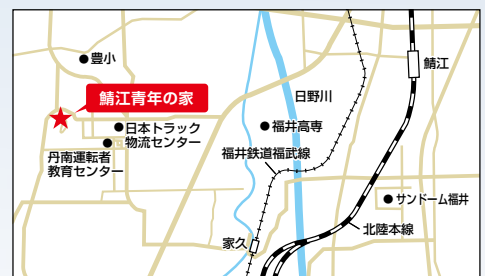 豊小
鯖江
鯖江青年の家
日野川
日本トラック
物流センター
福井高専
丹南運転者
教育センター
福井鉄道福武線
サンドーム福井
北陸本線
家久